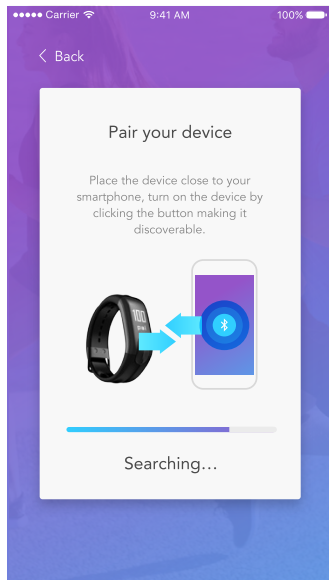 Carrier 9:41 AM 100%
Back
Pair your device
Place the device close to your
smartphone, turn on the device by
clicking the button making it
discoverable.
100
Searching...